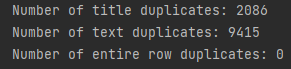 Number of title duplicates: 2086
Number of text duplicates: 9415
Number of entire row duplicates: 0